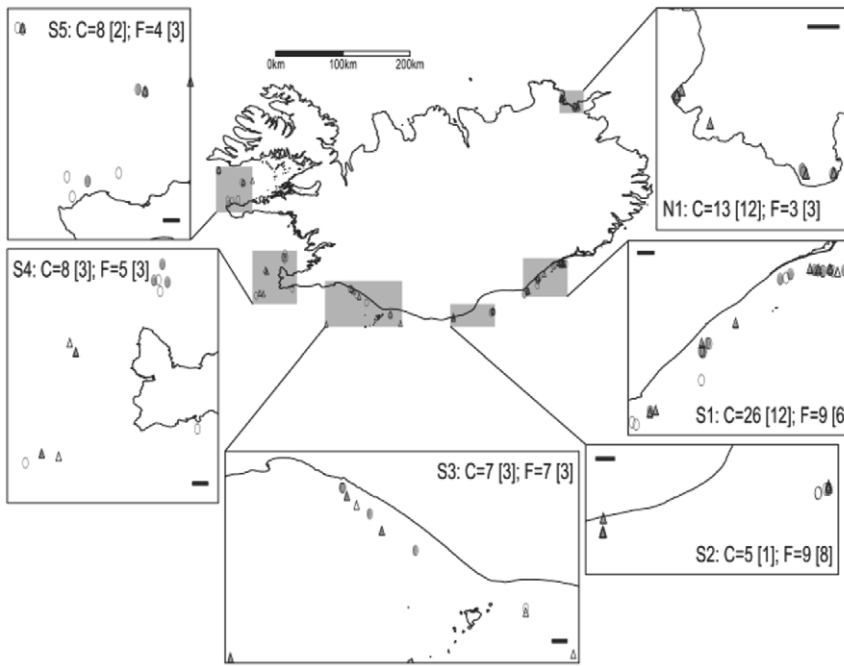 S5: C=8 [2]; F=4 [3]
0km 100km 200km
N1: C=13 [12]; F=3 [3]
S4: C=8 [3]; F=5 [3]
S1: C=26 [12]; F=9 [6
S3: C=7 [3]; F=7 [3]
S2: C=5 [1]; F=9 [8]